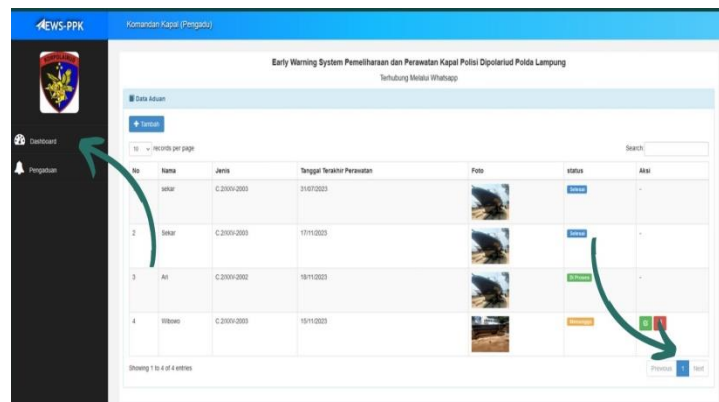 EWS-PPK
Komandan Kapal (Pengadu)
Early Warning System Pemeliharaan dan Perawatan Kapal Polisi Dipolariud Polda Lampung
Terhubung Melalui Whatsapp
Data Aduan
Tambah
Dashboard
Pengaduan
10 records per page
Search:
No Nama Jenis Tanggal Terakhir Perawatan Foto status Aksi
sekar C.2/XXV-2003 31/07/2023 Selesai -
2 Sekar C.2/XXV-2003 17/11/2023 Selesai -
3 Ari C.2/XXV-2002 18/11/2023 Di Proses -
4 Wibowo C.2/XXV-2003 15/11/2023 Menunggu
Showing 1 to 4 of 4 entries
Previous 1 Next